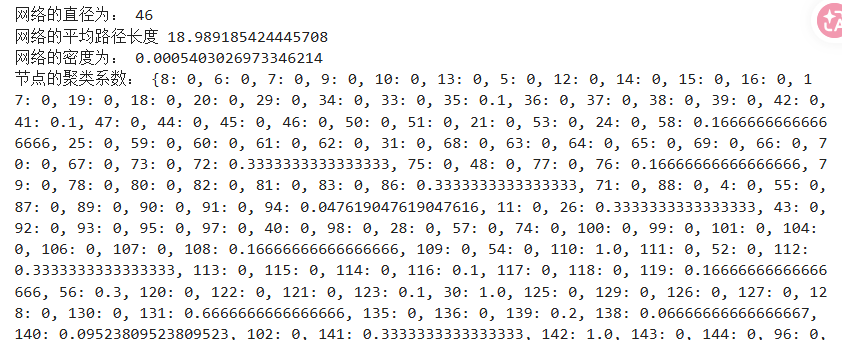 网络的直径为： 46
网络的平均路径长度 18.989185424445708
网络的密度为： 0.0005403026973346214
节点的聚类系数： {8: 0, 6: 0, 7: 0, 9: 0, 10: 0, 13: 0, 5: 0, 12: 0, 14: 0, 15: 0, 16: 0, 1
7: 0, 19: 0, 18: 0, 20: 0, 29: 0, 34: 0, 33: 0, 35: 0.1, 36: 0, 37: 0, 38: 0, 39: 0, 42: 0,
41: 0.1, 47: 0, 44: 0, 45: 0, 46: 0, 50: 0, 51: 0, 21: 0, 53: 0, 24: 0, 58: 0.1666666666666
6666, 25: 0, 59: 0, 60: 0, 61: 0, 62: 0, 31: 0, 68: 0, 63: 0, 64: 0, 65: 0, 69: 0, 66: 0, 7
0: 0, 67: 0, 73: 0, 72: 0.3333333333333333, 75: 0, 48: 0, 77: 0, 76: 0.16666666666666666, 7
9: 0, 78: 0, 80: 0, 82: 0, 81: 0, 83: 0, 86: 0.3333333333333333, 71: 0, 88: 0, 4: 0, 55: 0,
87: 0, 89: 0, 90: 0, 91: 0, 94: 0.047619047619047616, 11: 0, 26: 0.3333333333333333, 43: 0,
92: 0, 93: 0, 95: 0, 97: 0, 40: 0, 98: 0, 28: 0, 57: 0, 74: 0, 100: 0, 99: 0, 101: 0, 104:
0, 106: 0, 107: 0, 108: 0.16666666666666666, 109: 0, 54: 0, 110: 1.0, 111: 0, 52: 0, 112:
0.3333333333333333, 113: 0, 115: 0, 114: 0, 116: 0.1, 117: 0, 118: 0, 119: 0.16666666666666
666, 56: 0.3, 120: 0, 122: 0, 121: 0, 123: 0.1, 30: 1.0, 125: 0, 129: 0, 126: 0, 127: 0, 12
8: 0, 130: 0, 131: 0.6666666666666666, 135: 0, 136: 0, 139: 0.2, 138: 0.06666666666666667,
140: 0.09523809523809523, 102: 0, 141: 0.3333333333333333, 142: 1.0, 143: 0, 144: 0, 96: 0,